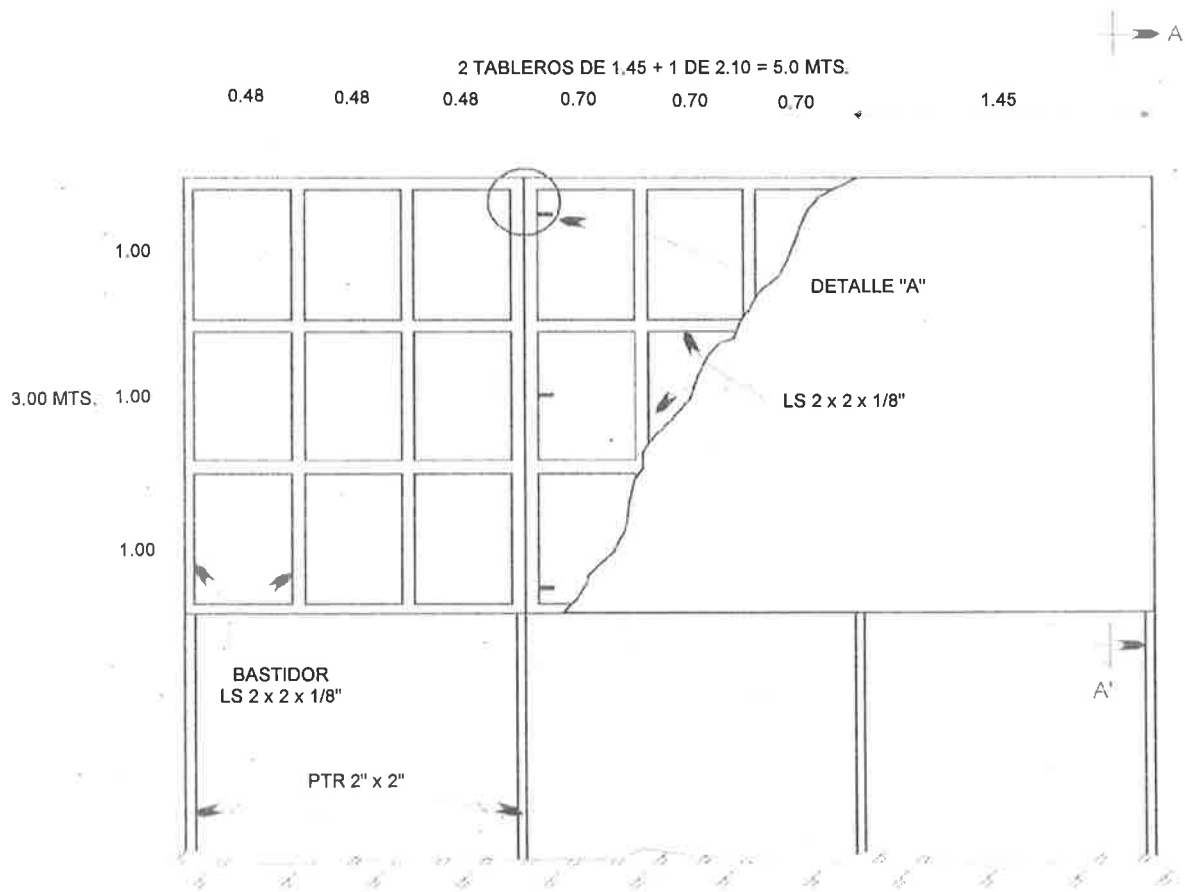 A
2 TABLEROS DE 1.45 + 1 DE 2.10 = 5.0 MTS.
0.48 0.48 0.48 0.70 0.70 0.70 1.45
1.00
DETALLE "A"
3.00 MTS. 1.00
LS 2 x 2 x 1/8"
1.00
BASTIDOR
LS 2 x 2 x 1/8"
A'
PTR 2" x 2"